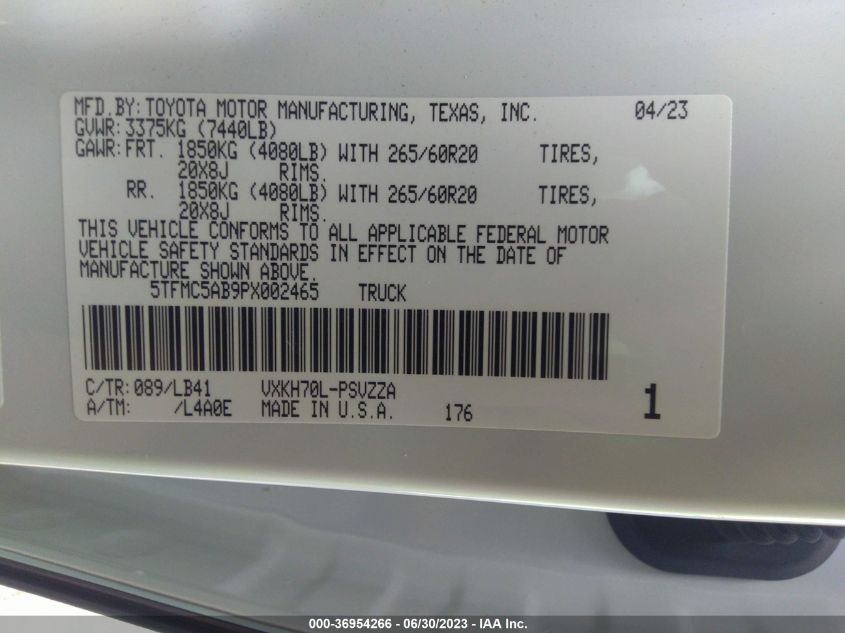 MFD.BY: TOYOTA MOTOR MANUFACTURING, TEXAS, INC. 04/23
GVWR: 3375KG (7440LB)
GAWR: FRT. 1850KG (4080LB) WITH 265/60R20 TIRES,
20X8J RIMS.
RR. 1850KG (4080LB) WITH 265/60R20 TIRES,
20X8J RIMS.
THIS VEHICLE CONFORMS TO ALL APPLICABLE FEDERAL MOTOR
VEHICLE SAFETY STANDARDS IN EFFECT ON THE DATE OF
MANUFACTURE SHOWN ABOVE.
5TFMC5AB9PX002465 TRUCK
C/TR: 089/LB41 VXKH70L-PSVZZA
A/TM: /L4A0E MADE IN U.S.A. 176 1
000-36954266 - 06/30/2023 - IAA Inc.